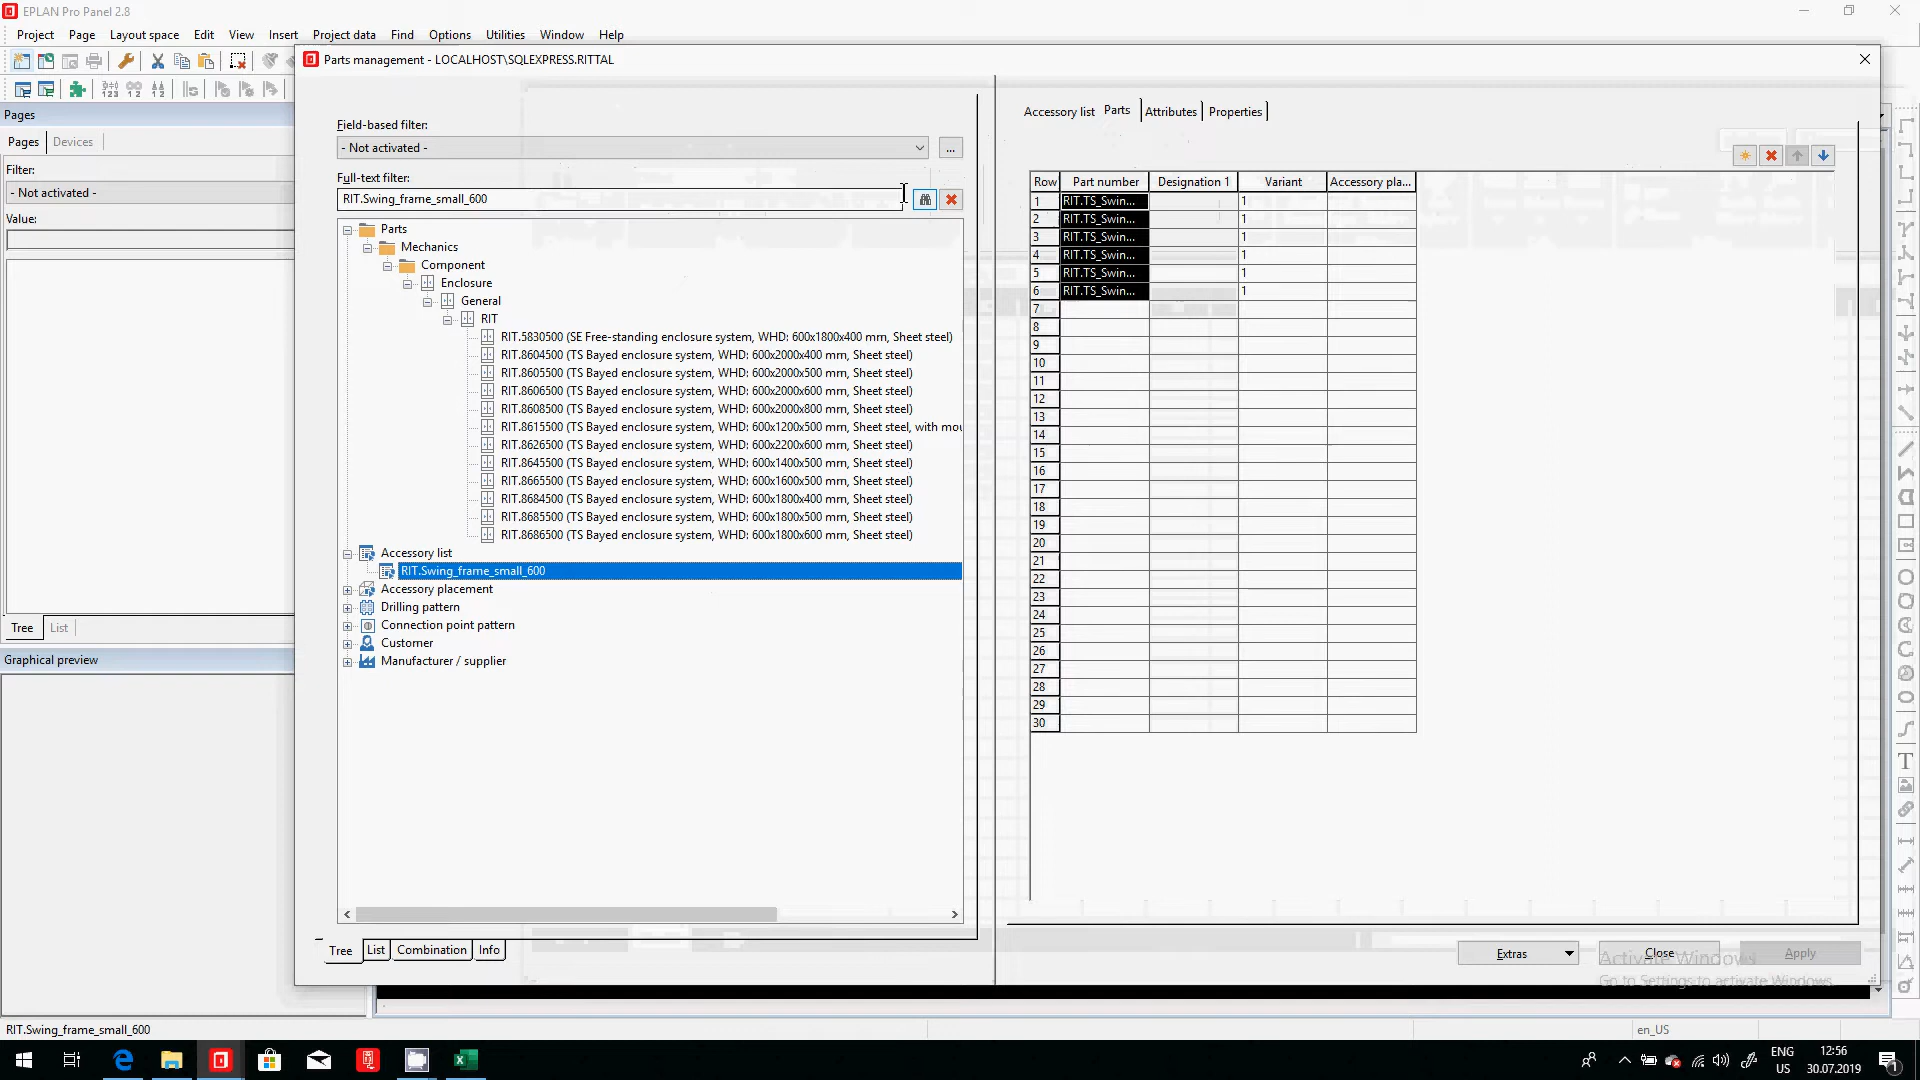 EPLAN Pro Panel 2.8
Project Page Layout space Edit View Insert Project data Find Options Utilities Window Help
Parts management - LOCALHOST\SQLEXPRESS.RITTAL
Pages
Pages Devices
Filter:
- Not activated -
Value:
Tree List
Graphical preview
Field-based filter:
- Not activated -
...
Full-text filter:
RIT.Swing_frame_small_600
Parts
Mechanics
Component
Enclosure
General
RIT
RIT.5830500 (SE Free-standing enclosure system, WHD: 600x1800x400 mm, Sheet steel)
RIT.8604500 (TS Bayed enclosure system, WHD: 600x2000x400 mm, Sheet steel)
RIT.8605500 (TS Bayed enclosure system, WHD: 600x2000x500 mm, Sheet steel)
RIT.8606500 (TS Bayed enclosure system, WHD: 600x2000x600 mm, Sheet steel)
RIT.8608500 (TS Bayed enclosure system, WHD: 600x2000x800 mm, Sheet steel)
RIT.8615500 (TS Bayed enclosure system, WHD: 600x1200x500 mm, Sheet steel, with mou
RIT.8626500 (TS Bayed enclosure system, WHD: 600x2200x600 mm, Sheet steel)
RIT.8645500 (TS Bayed enclosure system, WHD: 600x1400x500 mm, Sheet steel)
RIT.8665500 (TS Bayed enclosure system, WHD: 600x1600x500 mm, Sheet steel)
RIT.8684500 (TS Bayed enclosure system, WHD: 600x1800x400 mm, Sheet steel)
RIT.8685500 (TS Bayed enclosure system, WHD: 600x1800x500 mm, Sheet steel)
RIT.8686500 (TS Bayed enclosure system, WHD: 600x1800x600 mm, Sheet steel)
Accessory list
RIT.Swing_frame_small_600
Accessory placement
Drilling pattern
Connection point pattern
Customer
Manufacturer / supplier
Tree List Combination Info
Accessory list Parts Attributes Properties
Row Part number Designation 1 Variant Accessory pla...
1 RIT.TS_Swin... 1
2 RIT.TS_Swin... 1
3 RIT.TS_Swin... 1
4 RIT.TS_Swin... 1
5 RIT.TS_Swin... 1
6 RIT.TS_Swin... 1
7
8
9
10
11
12
13
14
15
16
17
18
19
20
21
22
23
24
25
26
27
28
29
30
Extras Close Apply
Activate Windows
Go to Settings to activate Windows.
RIT.Swing_frame_small_600
en_US
ENG
US
12:56
30.07.2019
1